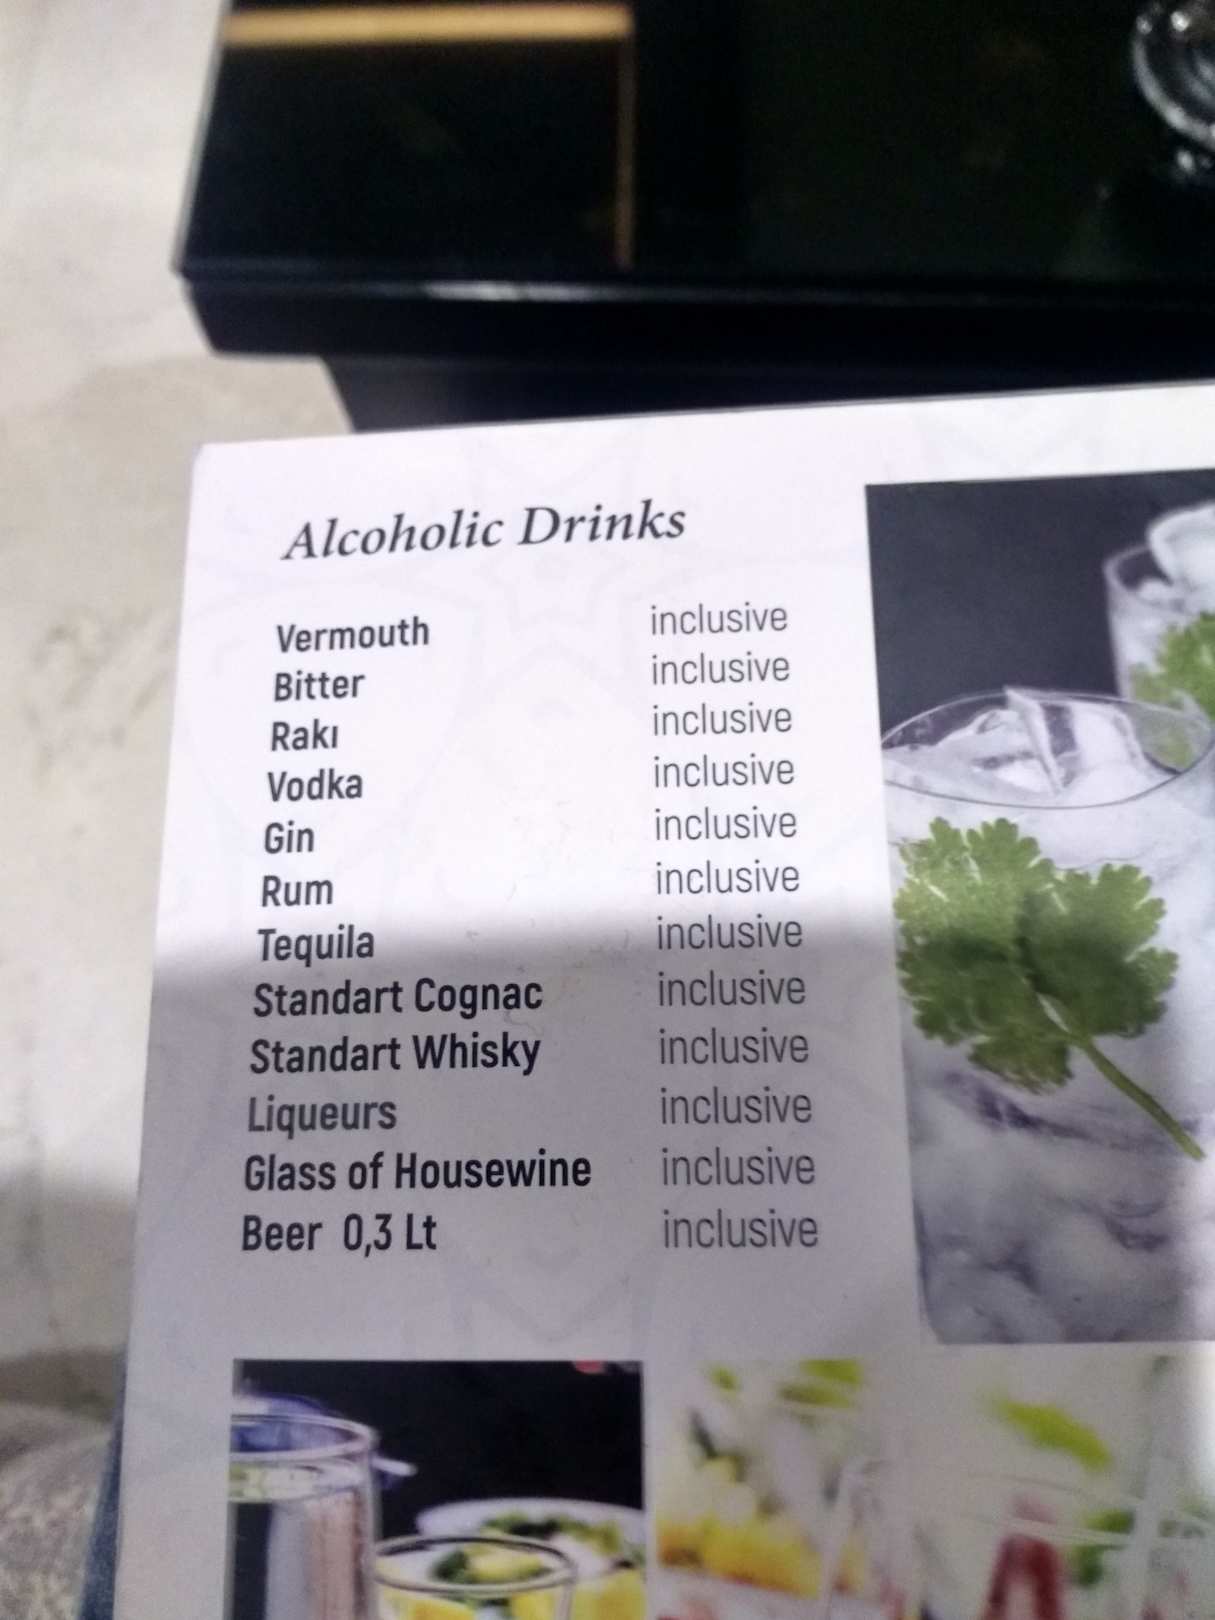 Alcoholic Drinks
Vermouth inclusive
Bitter inclusive
Rakı inclusive
Vodka inclusive
Gin inclusive
Rum inclusive
Tequila inclusive
Standart Cognac inclusive
Standart Whisky inclusive
Liqueurs inclusive
Glass of Housewine inclusive
Beer 0,3 Lt inclusive